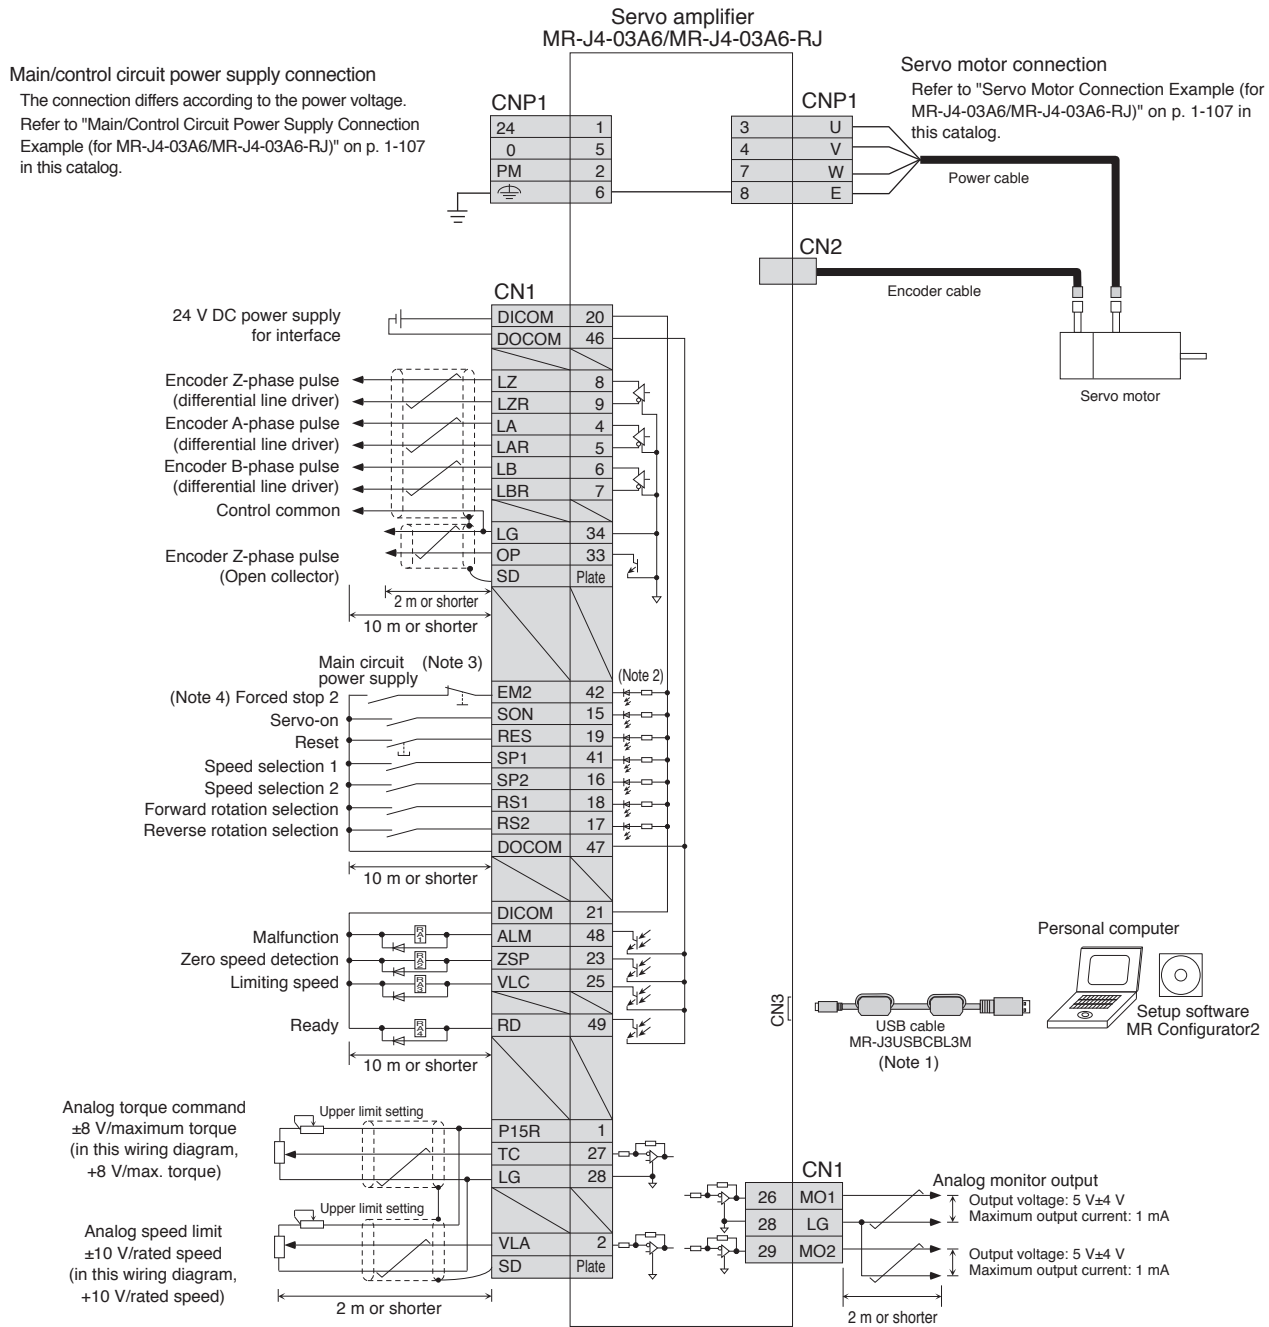 Servo amplifier
MR-J4-03A6/MR-J4-03A6-RJ
Main/control circuit power supply connection
The connection differs according to the power voltage.
Refer to "Main/Control Circuit Power Supply Connection
Example (for MR-J4-03A6/MR-J4-03A6-RJ)" on p. 1-107
in this catalog.
Servo motor connection
Refer to "Servo Motor Connection Example (for
MR-J4-03A6/MR-J4-03A6-RJ)" on p. 1-107 in
this catalog.
CNP1
24 1
0 5
PM 2
6
CNP1
3 U
4 V
7 W
8 E
Power cable
CN2
Encoder cable
Servo motor
CN1
24 V DC power supply
for interface
DICOM 20
DOCOM 46
Encoder Z-phase pulse
(differential line driver)
LZ 8
LZR 9
Encoder A-phase pulse
(differential line driver)
LA 4
LAR 5
Encoder B-phase pulse
(differential line driver)
LB 6
LBR 7
Control common
LG 34
Encoder Z-phase pulse
(Open collector)
OP 33
SD Plate
2 m or shorter
10 m or shorter
Main circuit
power supply
(Note 3)
(Note 2)
(Note 4) Forced stop 2
EM2 42
Servo-on
SON 15
Reset
RES 19
Speed selection 1
SP1 41
Speed selection 2
SP2 16
Forward rotation selection
RS1 18
Reverse rotation selection
RS2 17
DOCOM 47
10 m or shorter
DICOM 21
Malfunction
RA1
ALM 48
Zero speed detection
RA2
ZSP 23
Limiting speed
RA3
VLC 25
Ready
RA4
RD 49
10 m or shorter
CN3
USB cable
MR-J3USBCBL3M
(Note 1)
Personal computer
Setup software
MR Configurator2
Analog torque command
±8 V/maximum torque
(in this wiring diagram,
+8 V/max. torque)
Upper limit setting
P15R 1
TC 27
LG 28
Analog speed limit
±10 V/rated speed
(in this wiring diagram,
+10 V/rated speed)
Upper limit setting
VLA 2
SD Plate
2 m or shorter
CN1
26 MO1
28 LG
29 MO2
Analog monitor output
Output voltage: 5 V±4 V
Maximum output current: 1 mA
Output voltage: 5 V±4 V
Maximum output current: 1 mA
2 m or shorter